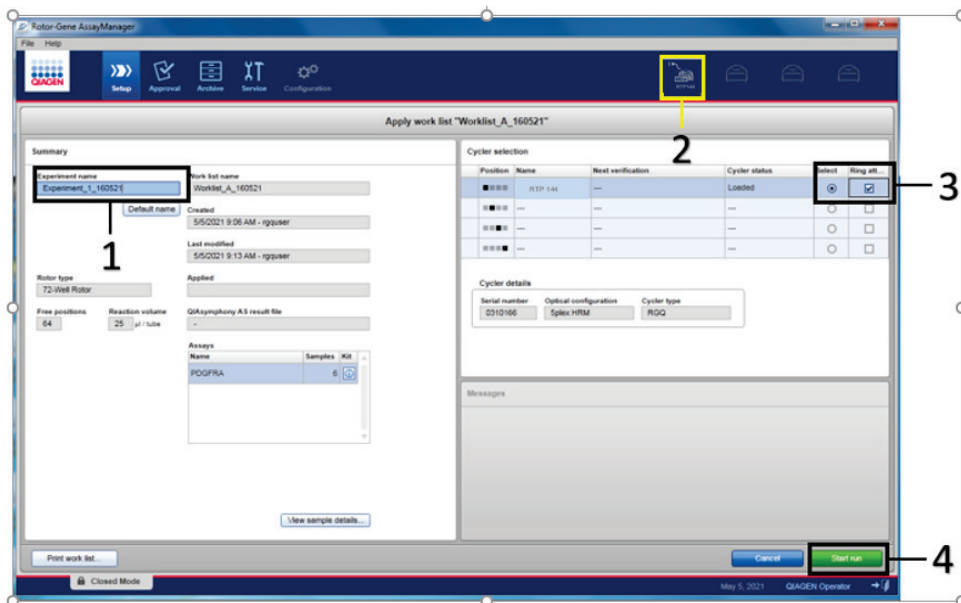 Rotor-Gene AssayManager
File Help
QIAGEN
Setup Approval Archive Service Configuration
RTP144
Apply work list "Worklist_A_160521"
2
Summary
Cycler selection
Experiment name
Experiment_1_160521
Default name
1
Work list name
Worklist_A_160521
Created
5/5/2021 9:06 AM - rgquser
Last modified
5/5/2021 9:13 AM - rgquser
Rotor type
72-Well Rotor
Applied
Free positions
64
Reaction volume
25 µl / tube
QIAsymphony AS result file
-
Assays
Name Samples Kit
PDGFRA 6
View sample details...
Position Name Next verification Cycler status Select Ring att...
RTP 144 --- Loaded
--- --- ---
--- --- ---
--- --- ---
3
Cycler details
Serial number Optical configuration Cycler type
0310166 5plex HRM RGQ
Messages
Print work list...
Cancel
Start run
4
Closed Mode
May 5, 2021 QIAGEN Operator